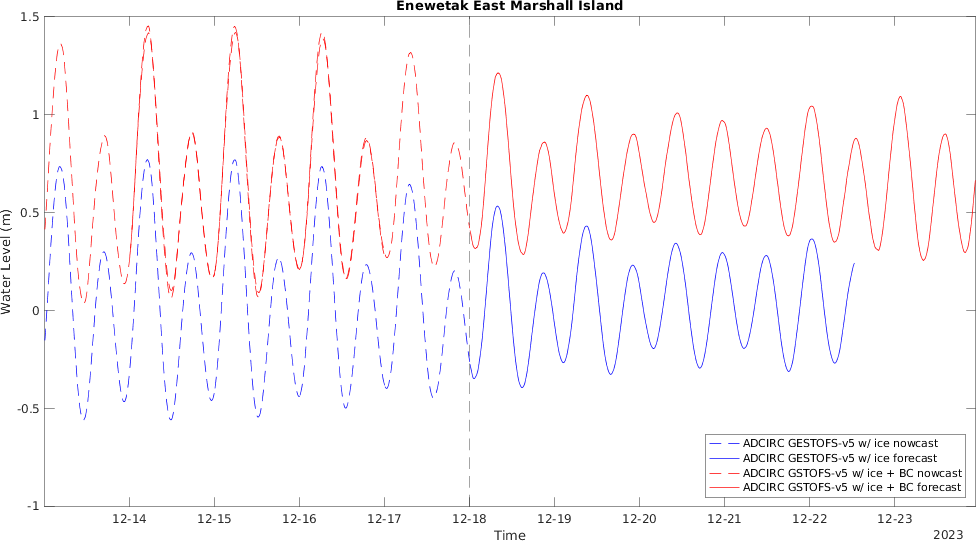 Enewetak East Marshall Island
1.5
1
0.5
0
-0.5
-1
Water Level (m)
12-14
12-15
12-16
12-17
12-18
12-19
12-20
12-21
12-22
12-23
Time
2023
ADCIRC GESTOFS-v5 w/ ice nowcast
ADCIRC GESTOFS-v5 w/ ice forecast
ADCIRC GSTOFS-v5 w/ ice + BC nowcast
ADCIRC GSTOFS-v5 w/ ice + BC forecast